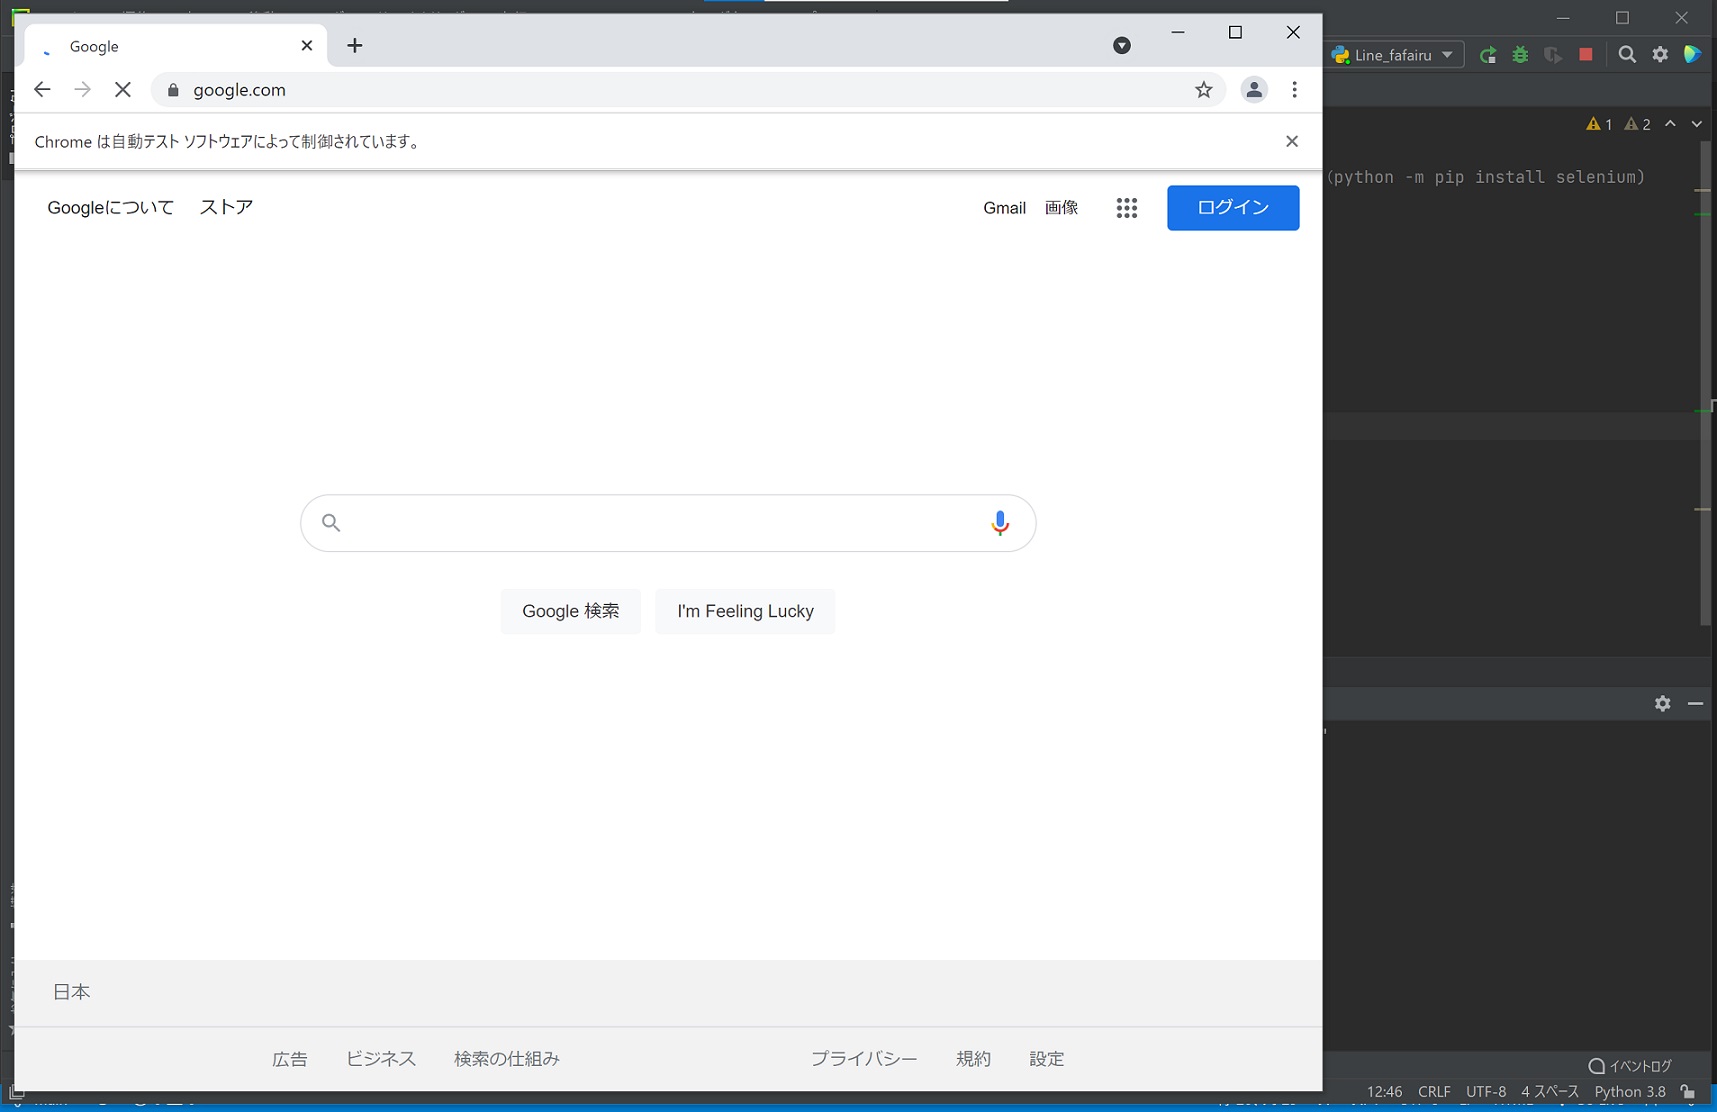 Google
Line_fafairu
google.com
1 2
Chrome は自動テスト ソフトウェアによって制御されています。
(python -m pip install selenium)
Googleについて ストア Gmail 画像 ログイン
Google 検索 I'm Feeling Lucky
日本
広告 ビジネス 検索の仕組み プライバシー 規約 設定
イベントログ
12:46 CRLF UTF-8 4 スペース Python 3.8